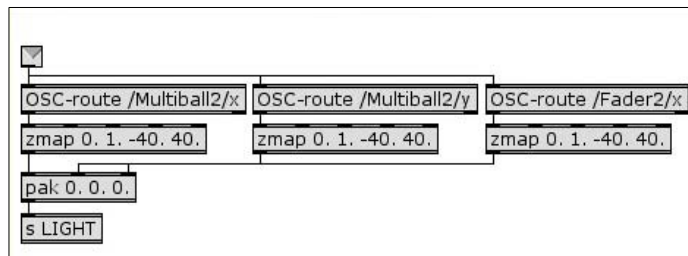 OSC-route /Multiball2/x
OSC-route /Multiball2/y
OSC-route /Fader2/x
zmap 0. 1. -40. 40.
zmap 0. 1. -40. 40.
zmap 0. 1. -40. 40.
pak 0. 0. 0.
s LIGHT